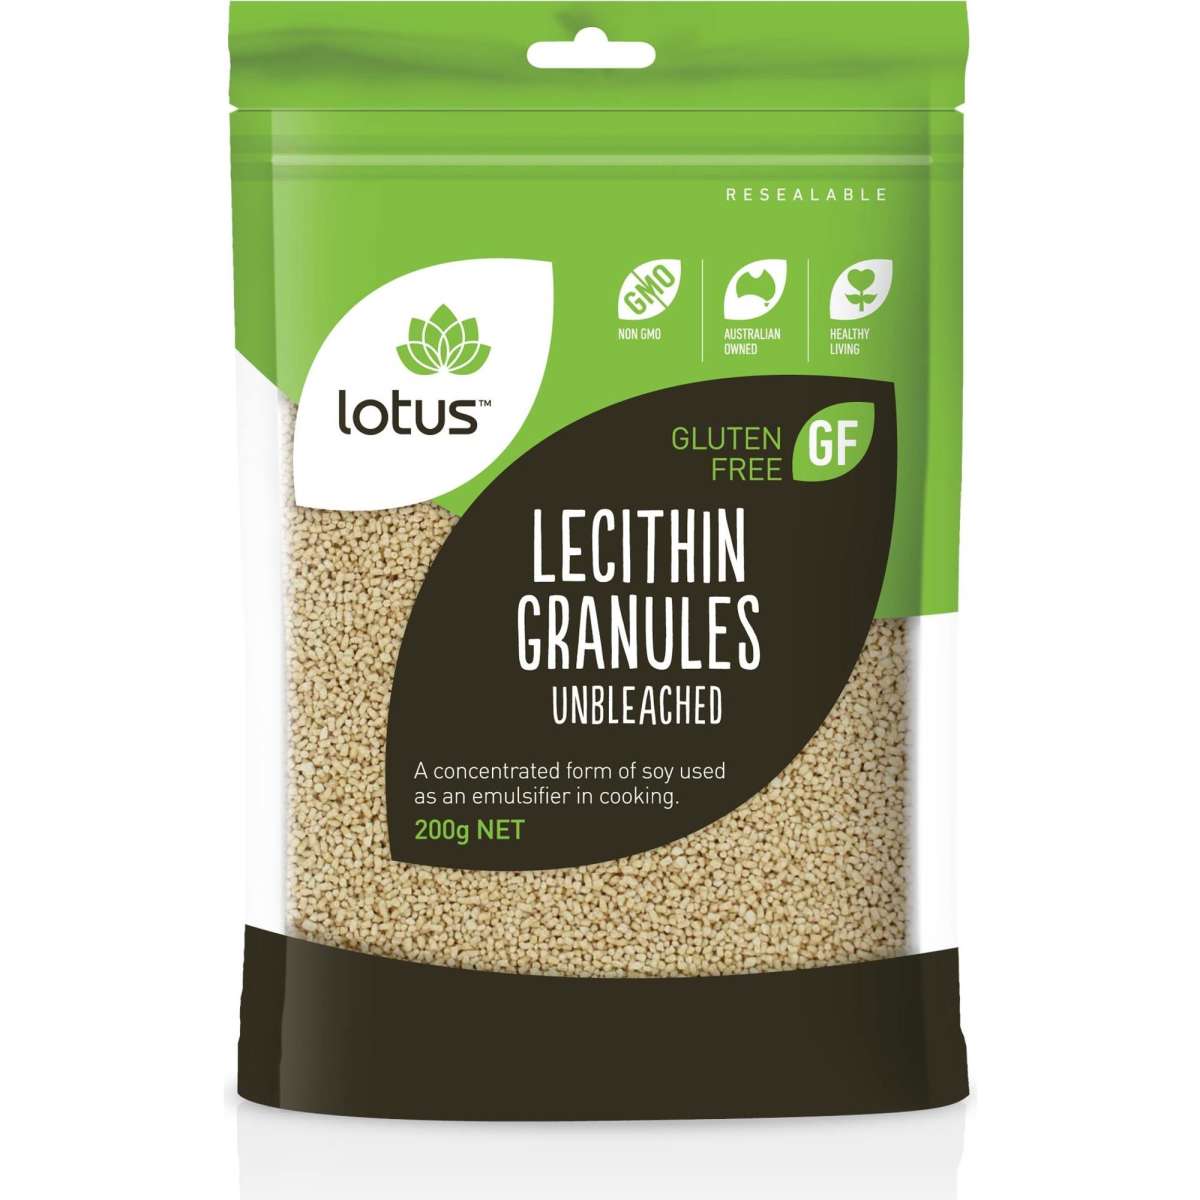 RESEALABLE
GMO
NON GMO
AUSTRALIAN
OWNED
HEALTHY
LIVING
lotus™
GLUTEN
FREE
GF
LECITHIN
GRANULES
UNBLEACHED
A concentrated form of soy used
as an emulsifier in cooking.
200g NET